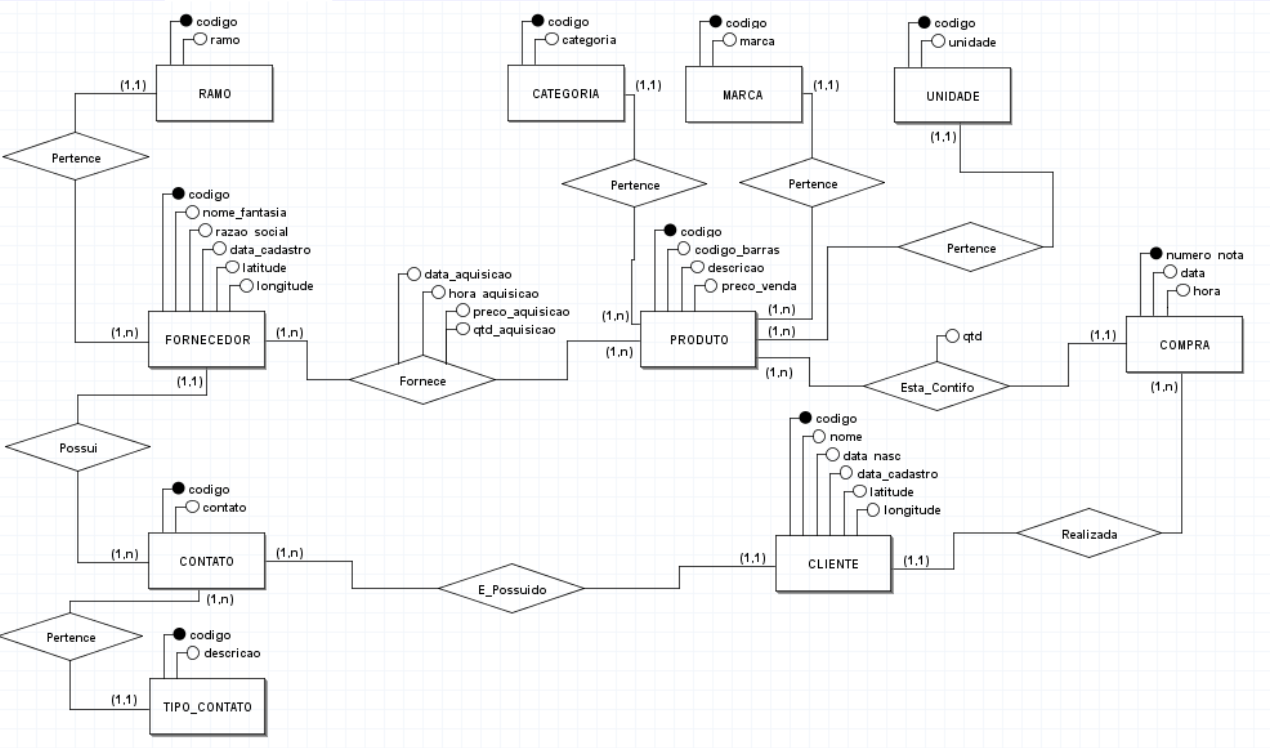 codigo
ramo
(1,1)
RAMO
Pertence
codigo
categoria
CATEGORIA
(1,1)
Pertence
codigo
marca
MARCA
(1,1)
Pertence
codigo
unidade
UNIDADE
(1,1)
Pertence
codigo
nome_fantasia
razao_social
data_cadastro
latitude
longitude
(1,n)
FORNECEDOR
(1,n)
(1,1)
data_aquisicao
hora_aquisicao
preco_aquisicao
qtd_aquisicao
Fornece
codigo
codigo_barras
descricao
preco_venda
(1,n)
(1,n)
PRODUTO
(1,n)
(1,n)
(1,n)
qtd
Esta_Contifo
numero_nota
data
hora
(1,1)
COMPRA
(1,n)
Possui
codigo
contato
(1,n)
CONTATO
(1,n)
(1,n)
E_Possuido
codigo
nome
data_nasc
data_cadastro
latitude
longitude
(1,1)
CLIENTE
(1,1)
Realizada
Pertence
codigo
descricao
(1,1)
TIPO_CONTATO